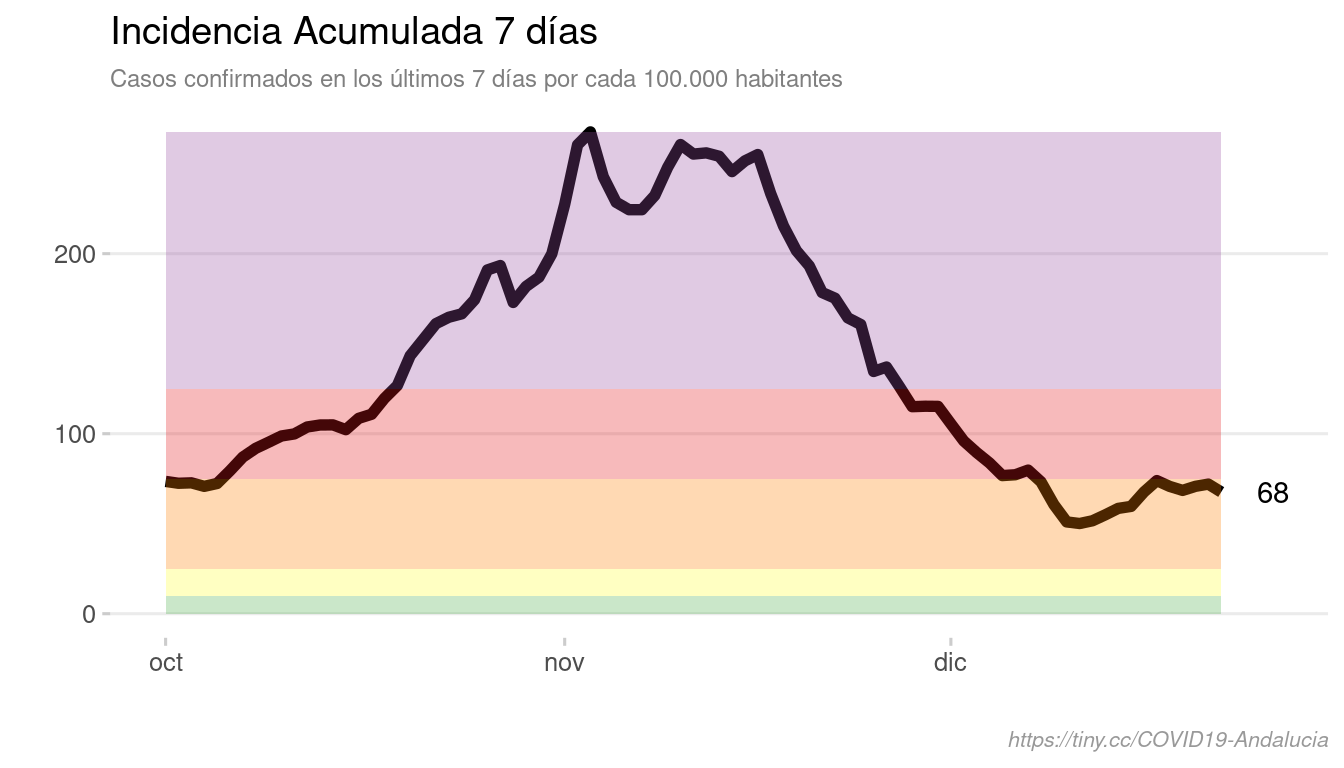 Incidencia Acumulada 7 días
Casos confirmados en los últimos 7 días por cada 100.000 habitantes
200
100
0
68
oct nov dic
https://tiny.cc/COVID19-Andalucia